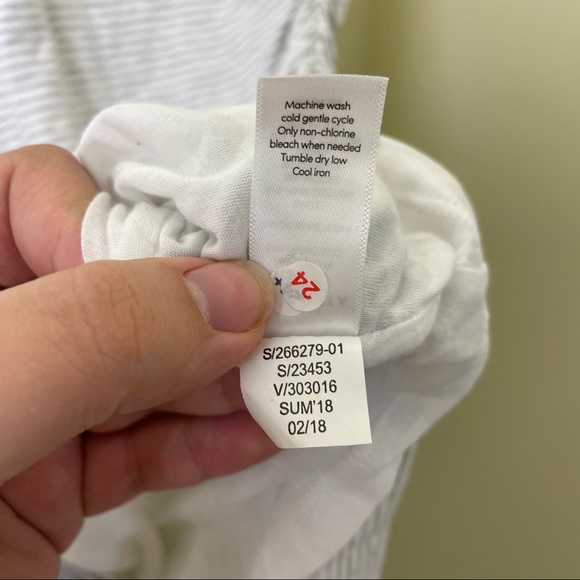 Machine wash
cold gentle cycle
Only non-chlorine
bleach when needed
Tumble dry low
Cool iron
24
S/266279-01
S/23453
V/303016
SUM'18
02/18